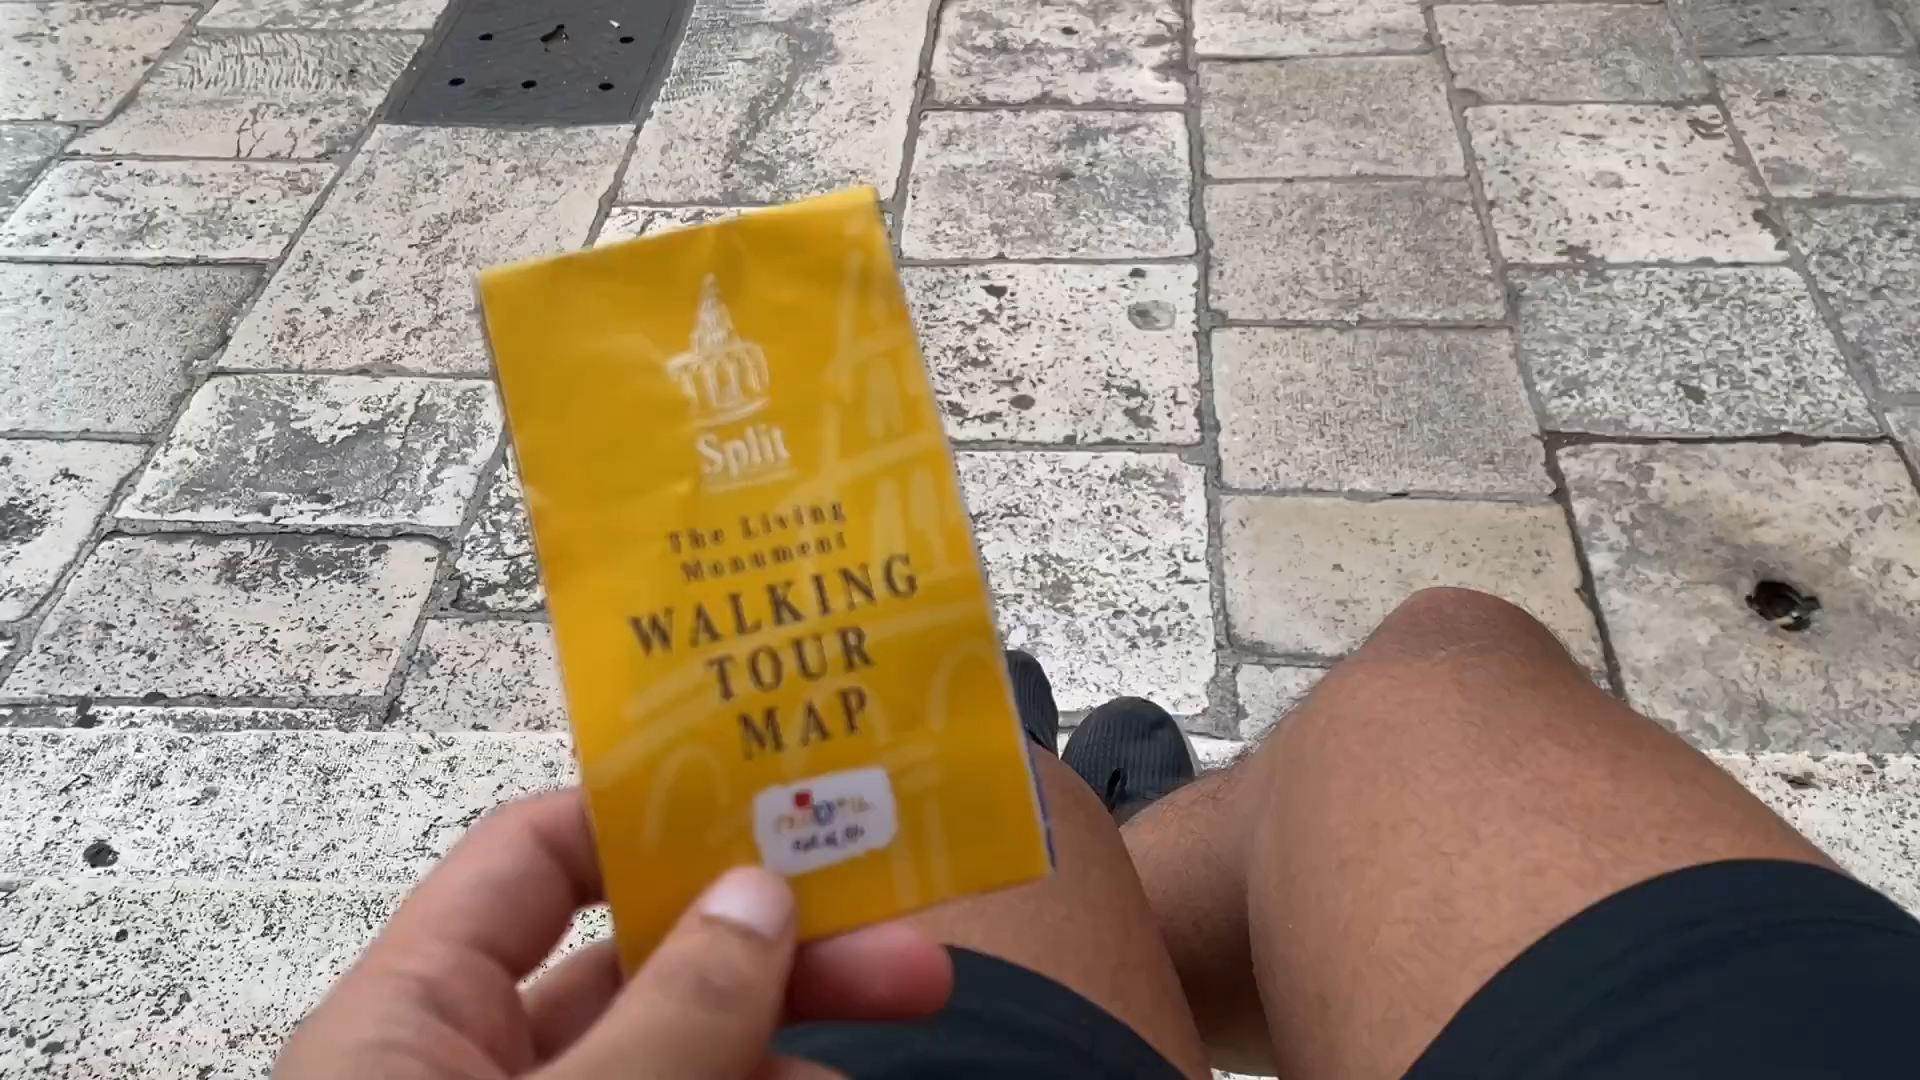 Split
The Living
Monument
WALKING
TOUR
MAP